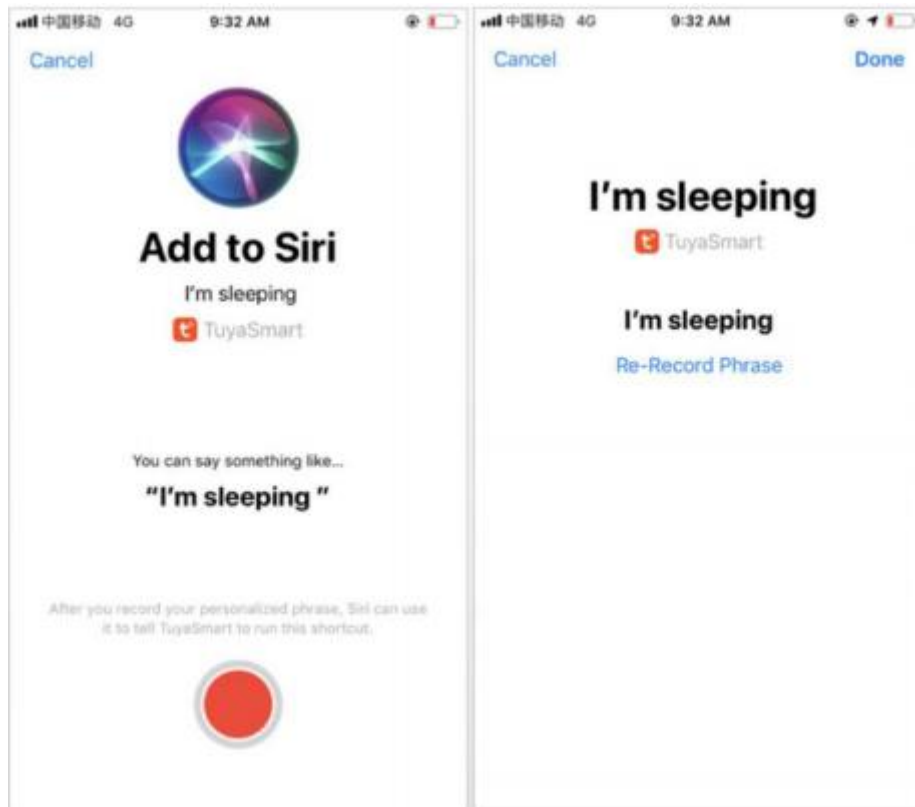 中国移动 4G 9:32 AM
Cancel
Add to Siri
I'm sleeping
TuyaSmart
You can say something like...
“I'm sleeping ”
After you record your personalized phrase, Siri can use
it to tell TuyaSmart to run this shortcut.
中国移动 4G 9:32 AM
Cancel Done
I'm sleeping
TuyaSmart
I'm sleeping
Re-Record Phrase